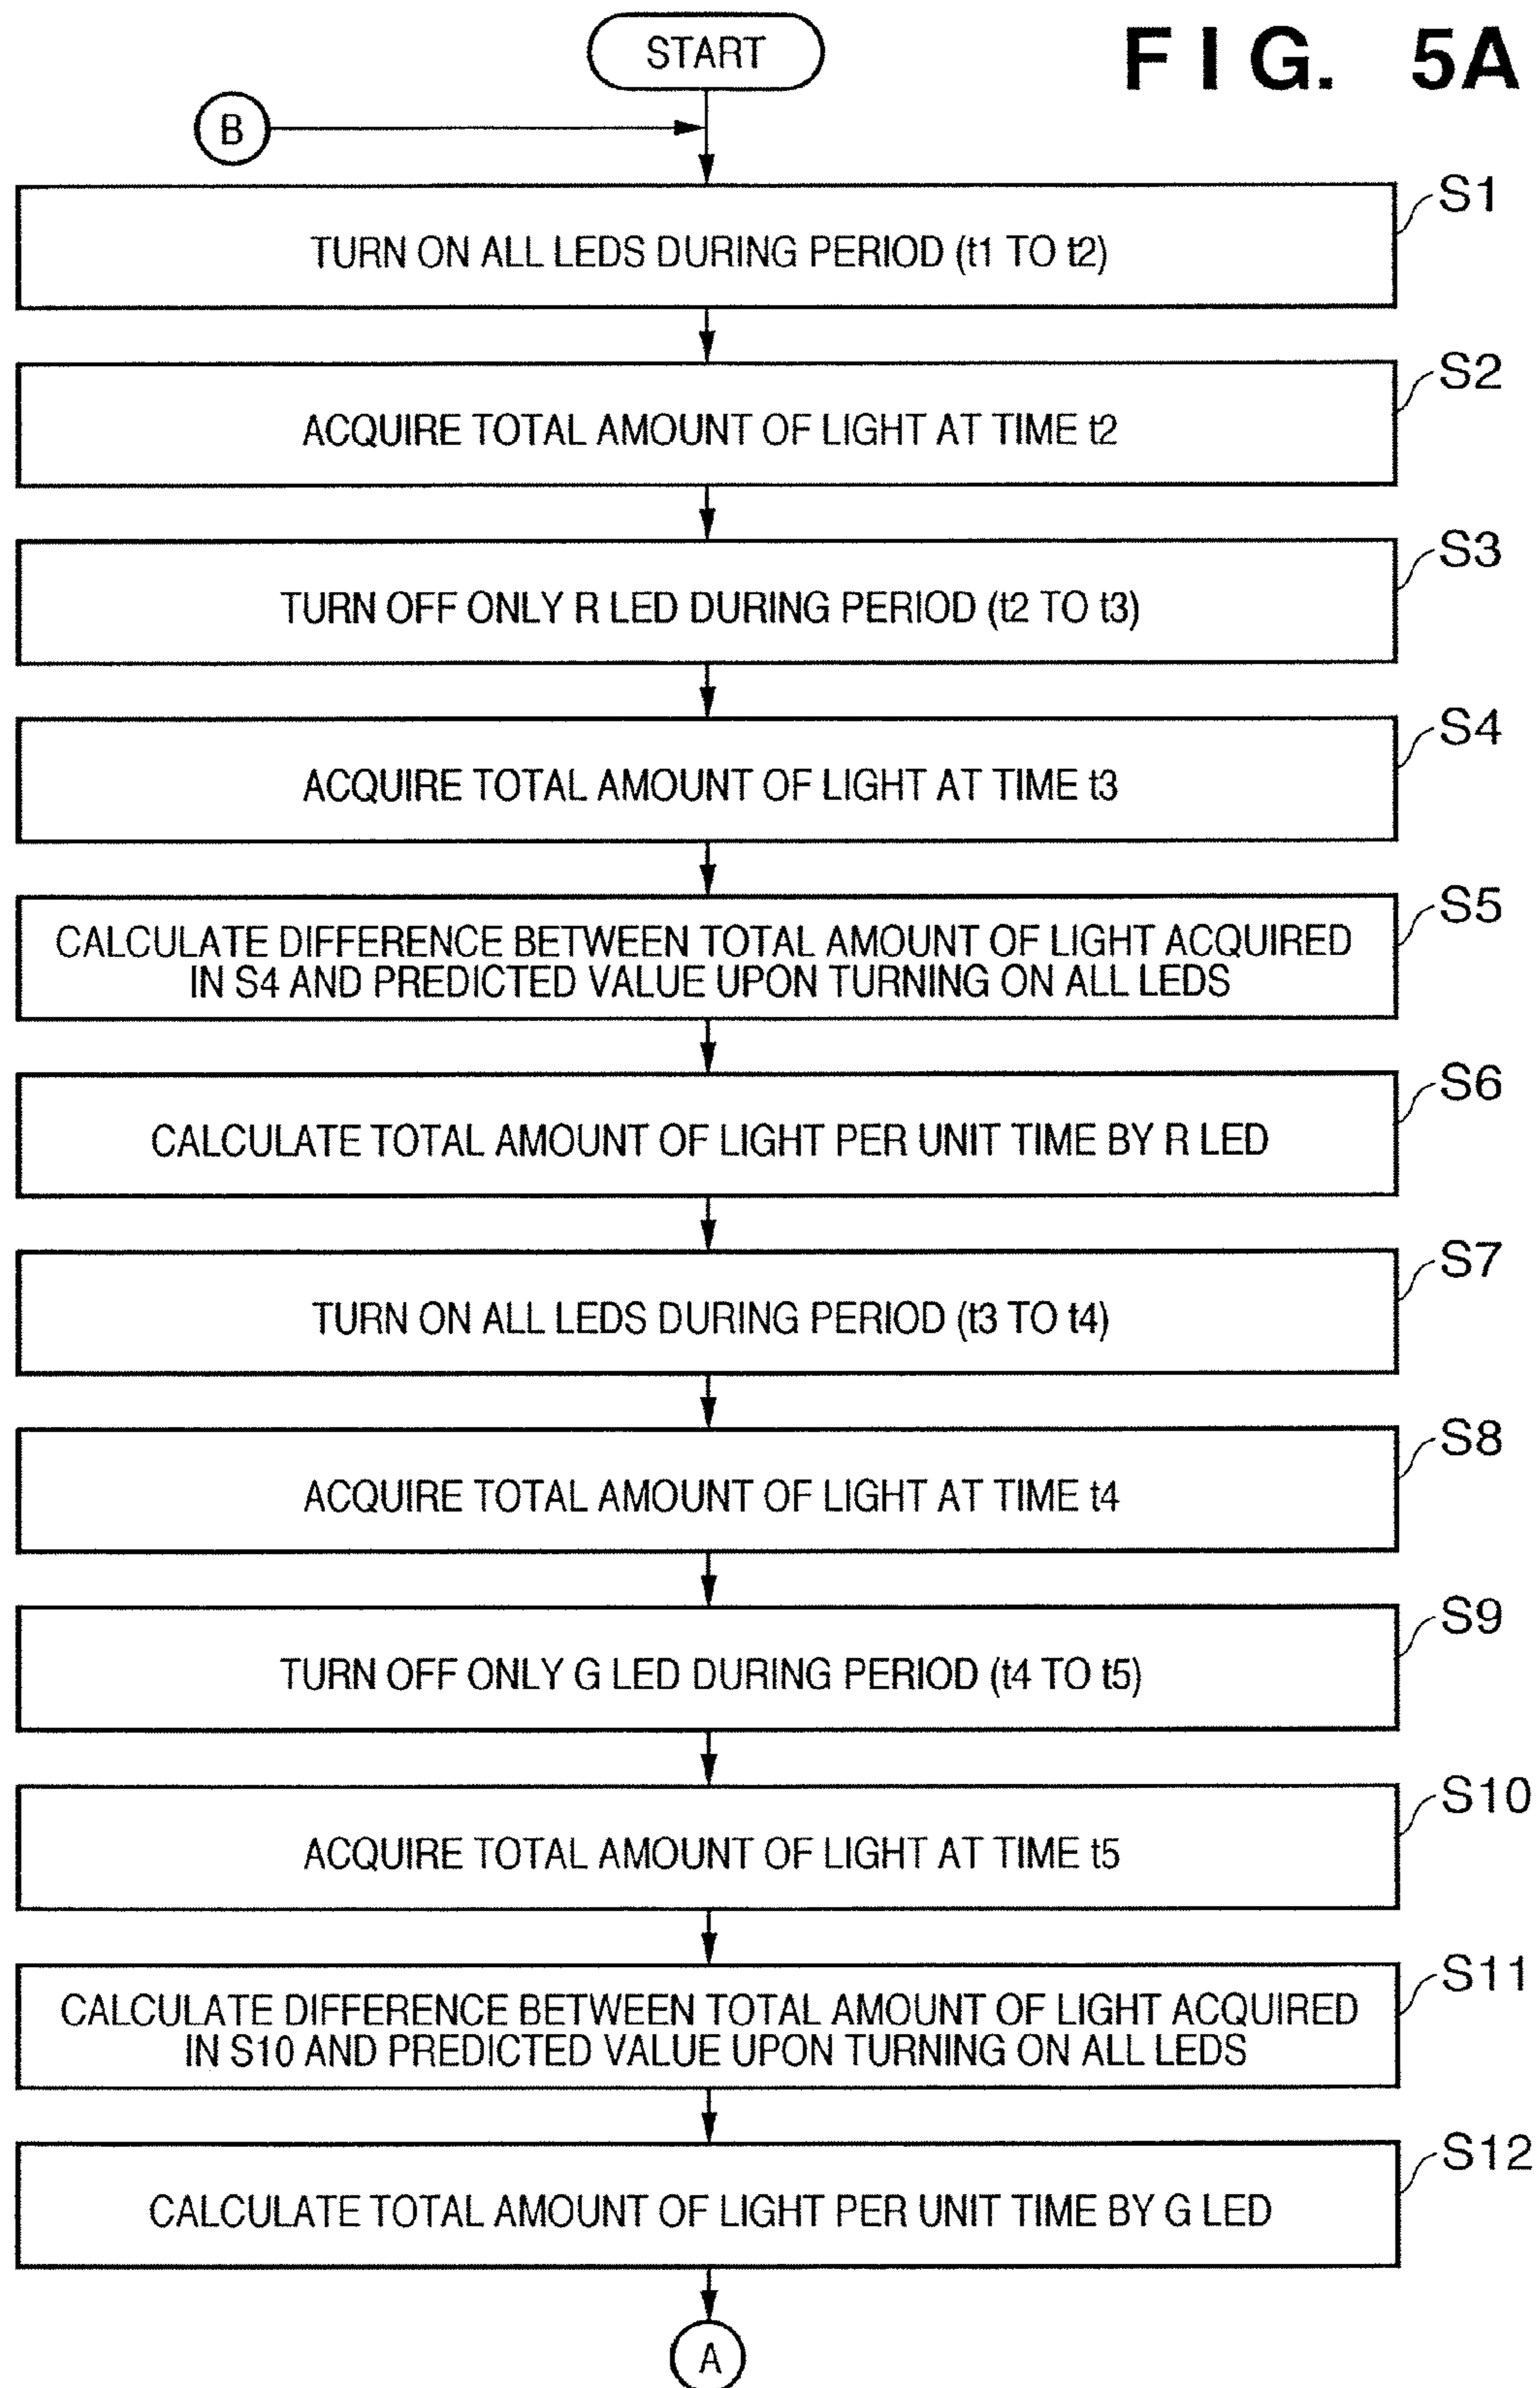 START
F I G. 5A
B
S1
TURN ON ALL LEDS DURING PERIOD (t1 TO t2)
S2
ACQUIRE TOTAL AMOUNT OF LIGHT AT TIME t2
S3
TURN OFF ONLY R LED DURING PERIOD (t2 TO t3)
S4
ACQUIRE TOTAL AMOUNT OF LIGHT AT TIME t3
S5
CALCULATE DIFFERENCE BETWEEN TOTAL AMOUNT OF LIGHT ACQUIRED
IN S4 AND PREDICTED VALUE UPON TURNING ON ALL LEDS
S6
CALCULATE TOTAL AMOUNT OF LIGHT PER UNIT TIME BY R LED
S7
TURN ON ALL LEDS DURING PERIOD (t3 TO t4)
S8
ACQUIRE TOTAL AMOUNT OF LIGHT AT TIME t4
S9
TURN OFF ONLY G LED DURING PERIOD (t4 TO t5)
S10
ACQUIRE TOTAL AMOUNT OF LIGHT AT TIME t5
S11
CALCULATE DIFFERENCE BETWEEN TOTAL AMOUNT OF LIGHT ACQUIRED
IN S10 AND PREDICTED VALUE UPON TURNING ON ALL LEDS
S12
CALCULATE TOTAL AMOUNT OF LIGHT PER UNIT TIME BY G LED
A